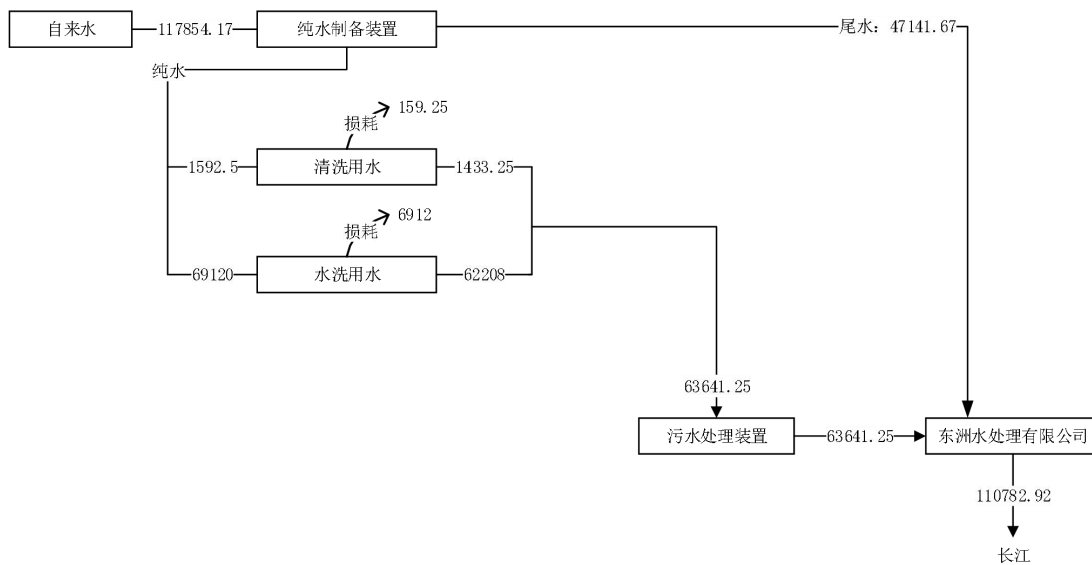 自来水
117854.17
纯水制备装置
尾水: 47141.67
纯水
损耗
159.25
1592.5
清洗用水
1433.25
损耗
6912
69120
水洗用水
62208
63641.25
污水处理装置
63641.25
东洲水处理有限公司
110782.92
长江